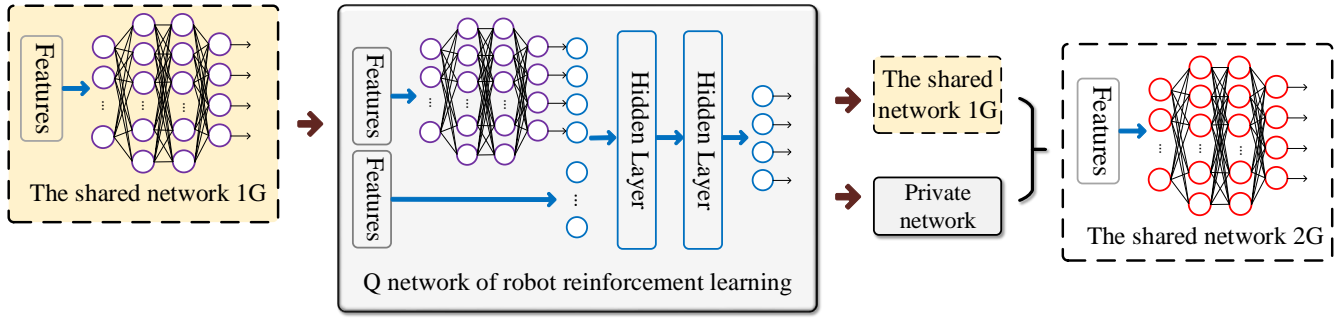 Features
The shared network 1G
Features
Features
Hidden Layer
Hidden Layer
Q network of robot reinforcement learning
The shared
network 1G
Private
network
Features
The shared network 2G